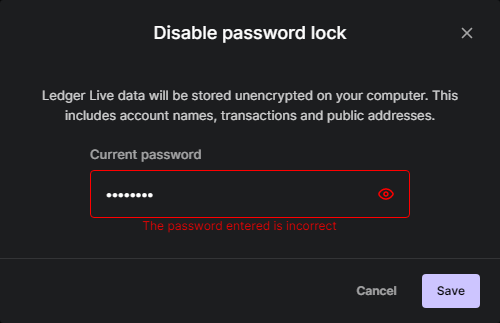 Disable password lock
Ledger Live data will be stored unencrypted on your computer. This
includes account names, transactions and public addresses.
Current password
••••••••
The password entered is incorrect
Cancel
Save